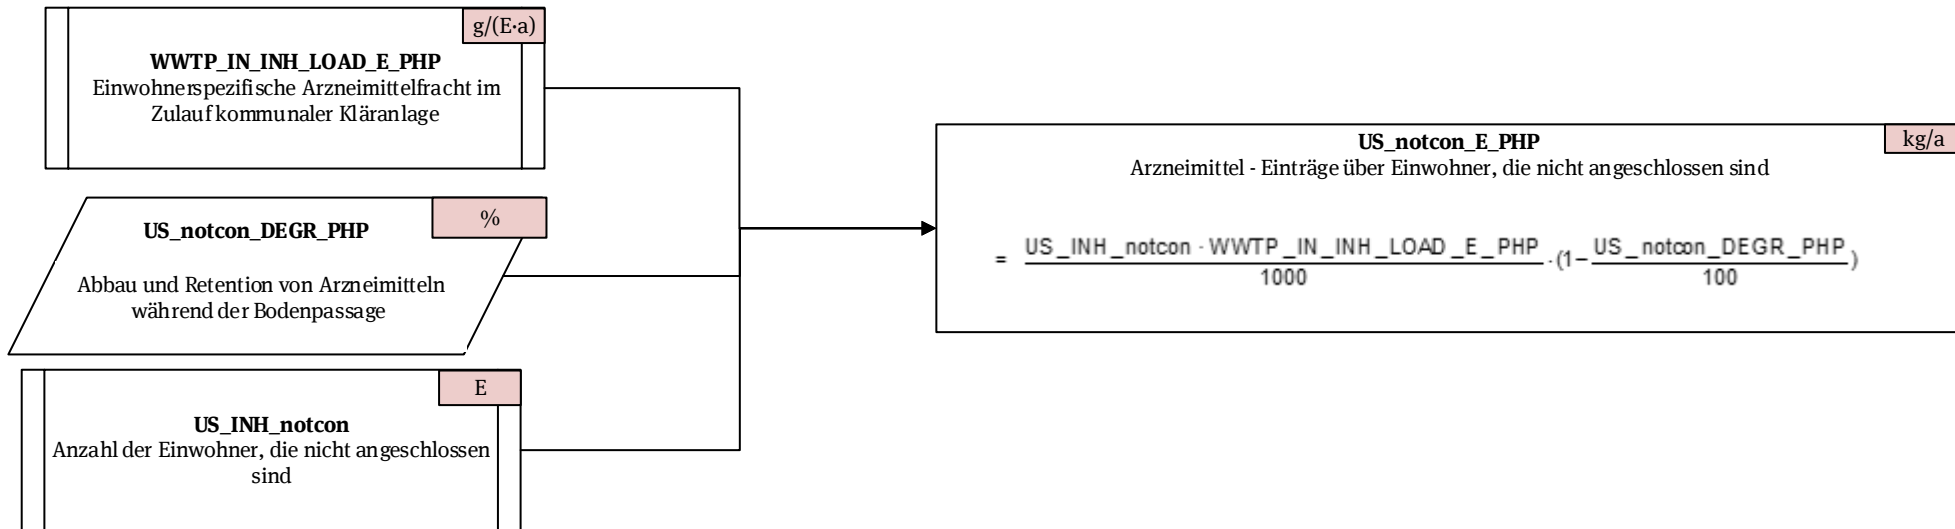 g/(E·a)
WWTP_IN_INH_LOAD_E_PHP
Einwohnerspezifische Arzneimittelfracht im
Zulauf kommunaler Kläranlage
%
US_notcon_DEGR_PHP
Abbau und Retention von Arzneimitteln
während der Bodenpassage
E
US_INH_notcon
Anzahl der Einwohner, die nicht angeschlossen
sind
US_notcon_E_PHP
kg/a
Arzneimittel - Einträge über Einwohner, die nicht angeschlossen sind
= US_INH_notcon · WWTP_IN_INH_LOAD_E_PHP / 1000 · (1 − US_notcon_DEGR_PHP / 100)